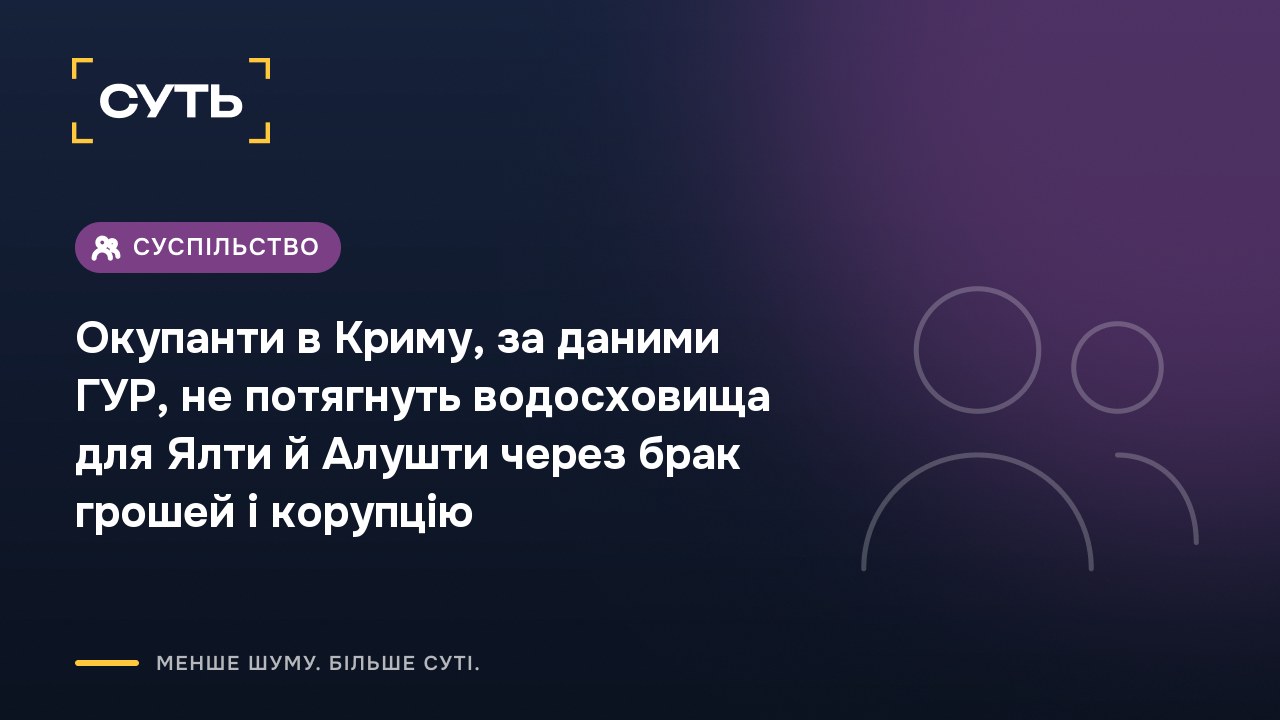 СУТЬ
СУСПІЛЬСТВО
Окупанти в Криму, за даними
ГУР, не потягнуть водосховища
для Ялти й Алушти через брак
грошей і корупцію
МЕНШЕ ШУМУ. БІЛЬШЕ СУТІ.